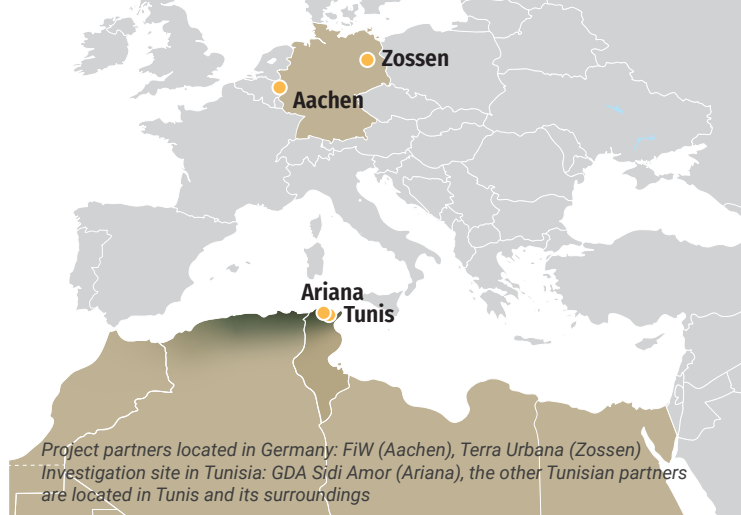 Zossen
Aachen
Ariana
Tunis
Project partners located in Germany: FiW (Aachen), Terra Urbana (Zossen)
Investigation site in Tunisia: GDA Sidi Amor (Ariana), the other Tunisian partners
are located in Tunis and its surroundings